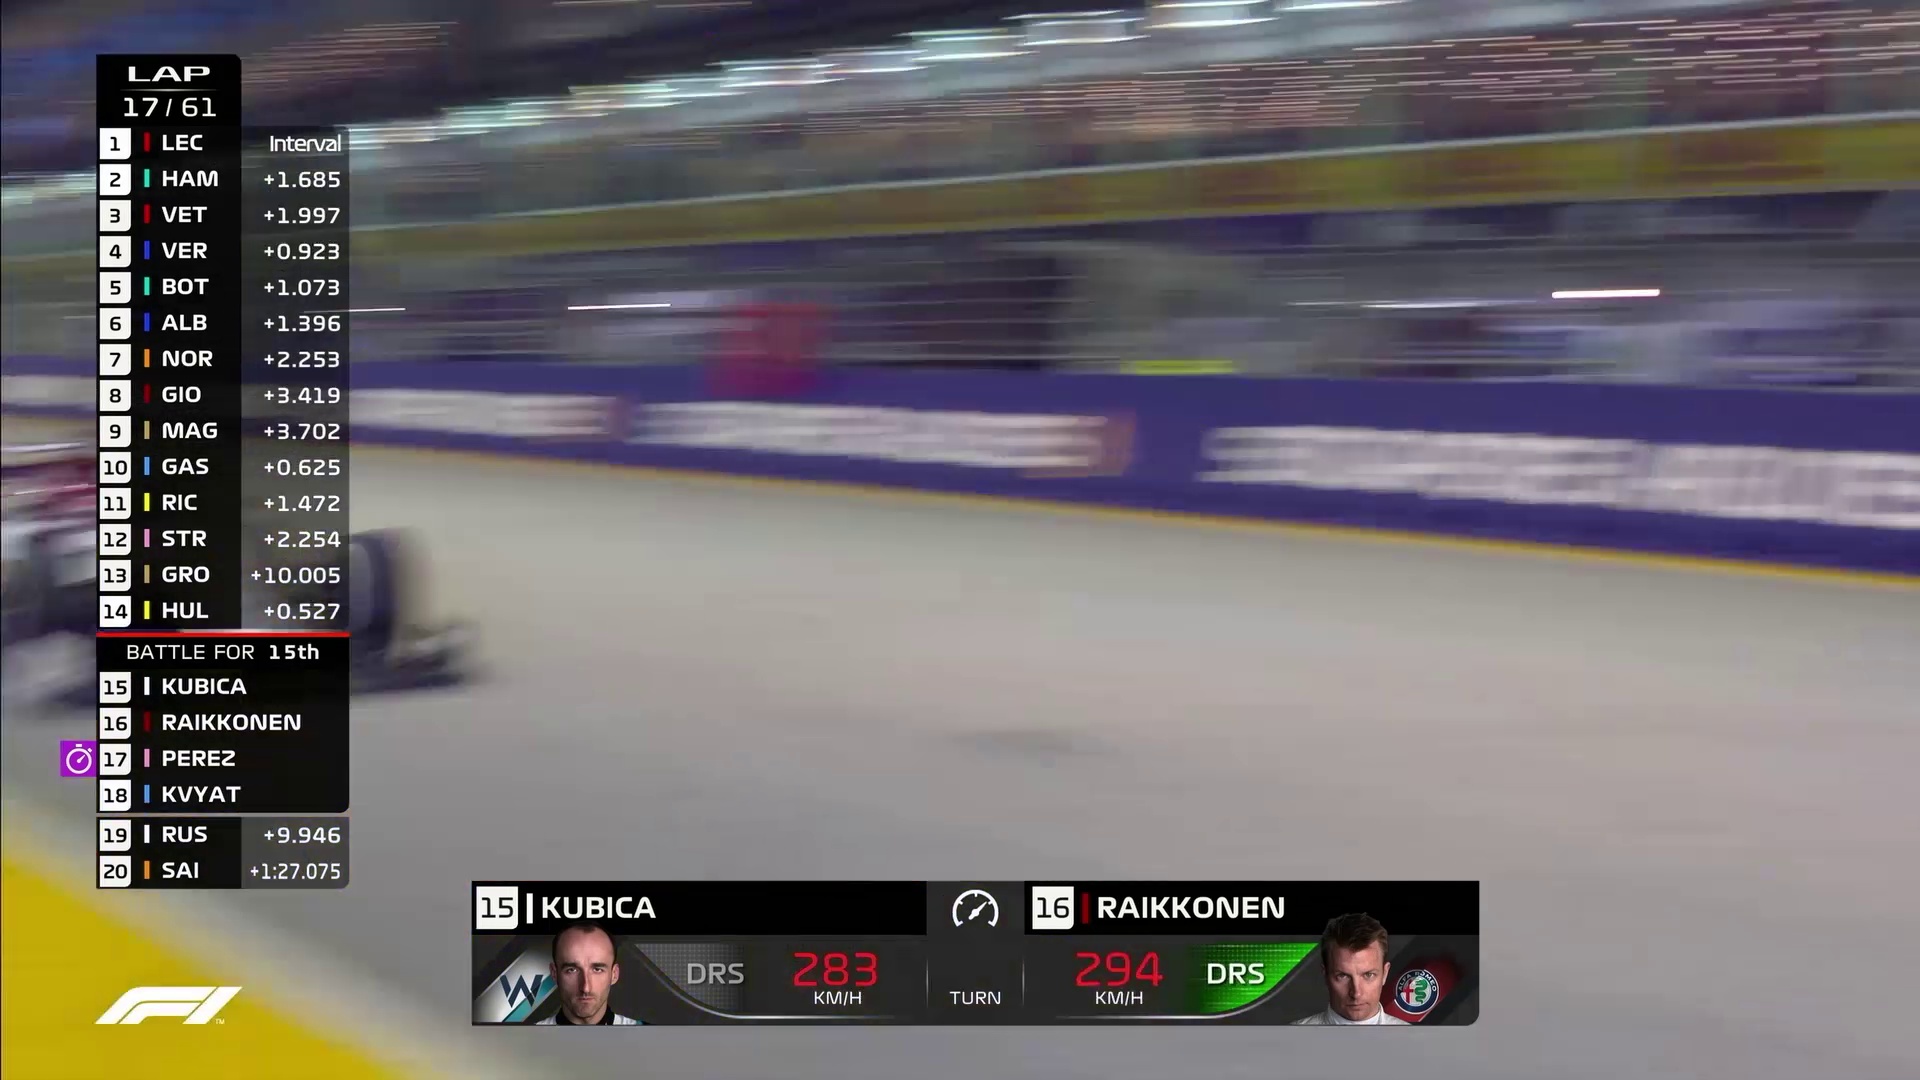 LAP
17/61
1 LEC Interval
2 HAM +1.685
3 VET +1.997
4 VER +0.923
5 BOT +1.073
6 ALB +1.396
7 NOR +2.253
8 GIO +3.419
9 MAG +3.702
10 GAS +0.625
11 RIC +1.472
12 STR +2.254
13 GRO +10.005
14 HUL +0.527
BATTLE FOR 15th
15 KUBICA
16 RAIKKONEN
17 PEREZ
18 KVYAT
19 RUS +9.946
20 SAI +1:27.075
15 KUBICA 16 RAIKKONEN
DRS 283 294 DRS
KM/H TURN KM/H
F1